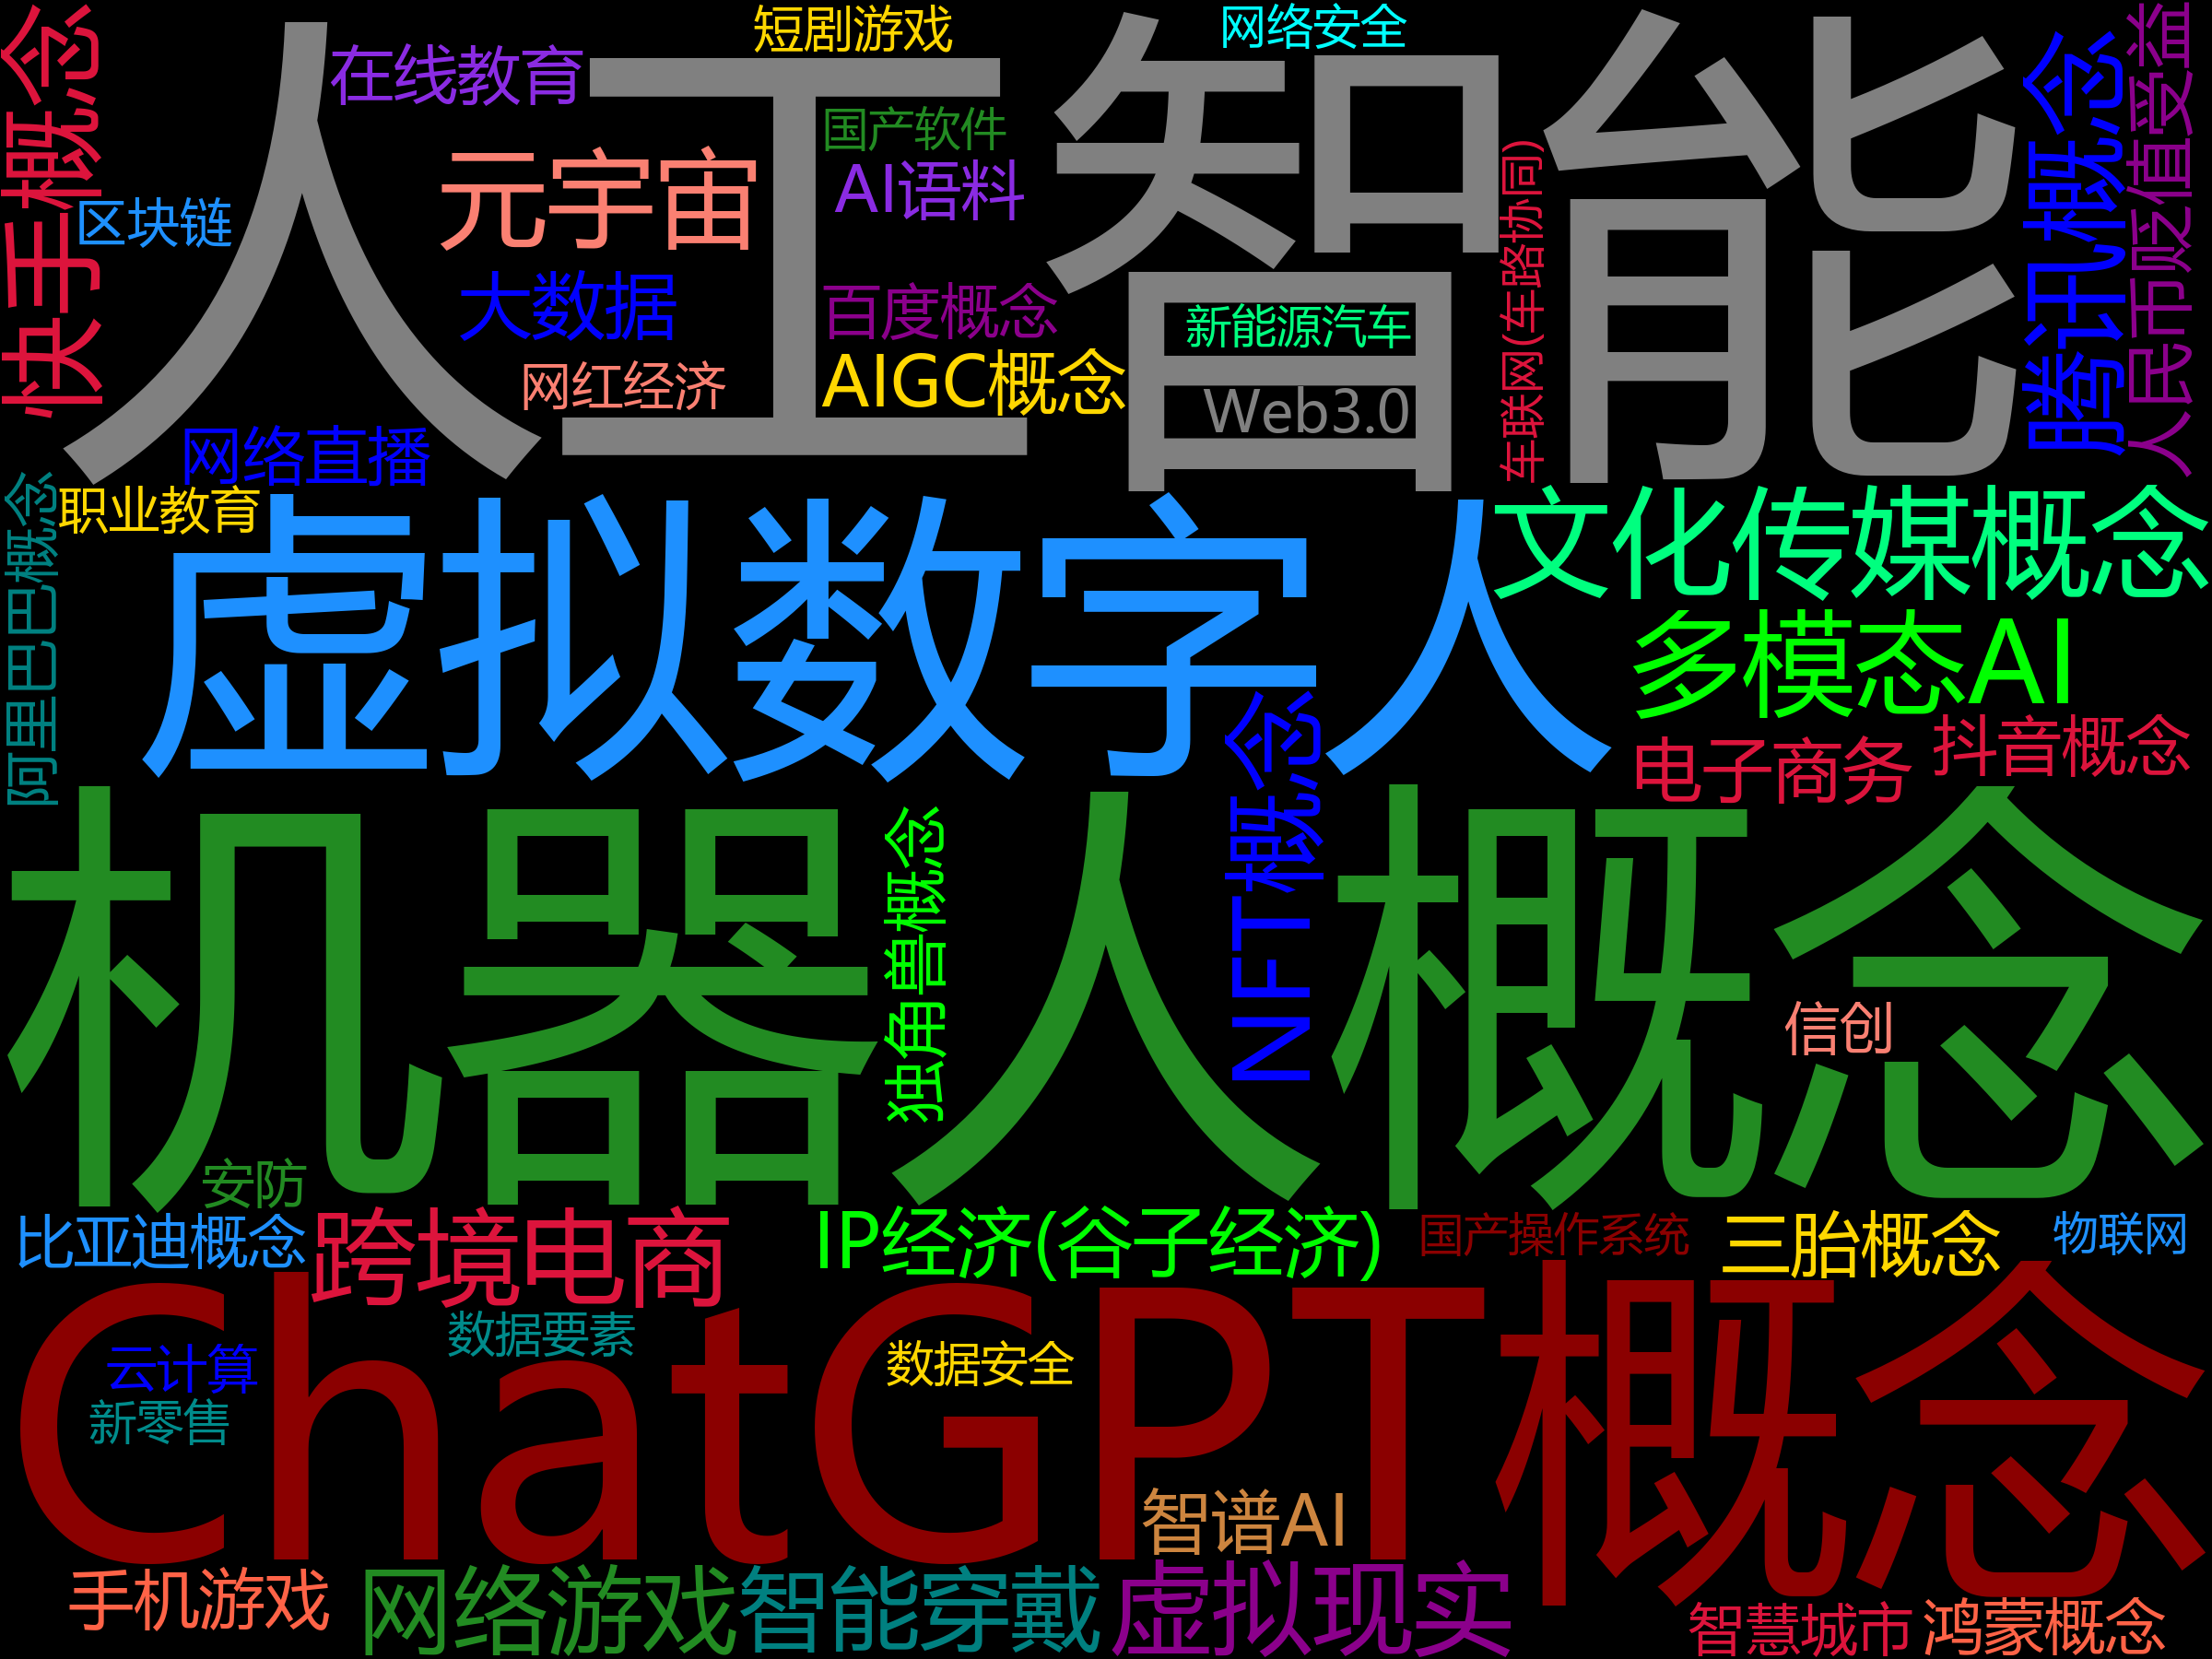 快手概念
在线教育
短剧游戏
网络安全
人工智能
腾讯概念
人民币贬值受益
国产软件
AI语料
元宇宙
区块链
大数据
百度概念
新能源汽车
车联网(车路协同)
网红经济
AIGC概念
Web3.0
网络直播
职业教育
阿里巴巴概念
虚拟数字人
文化传媒概念
多模态AI
电子商务
抖音概念
机器人概念
独角兽概念
NFT概念
信创
安防
比亚迪概念
跨境电商
IP经济(谷子经济)
国产操作系统
三胎概念
物联网
ChatGPT概念
数据要素
云计算
数据安全
新零售
智谱AI
手机游戏
网络游戏
智能穿戴
虚拟现实
智慧城市
鸿蒙概念